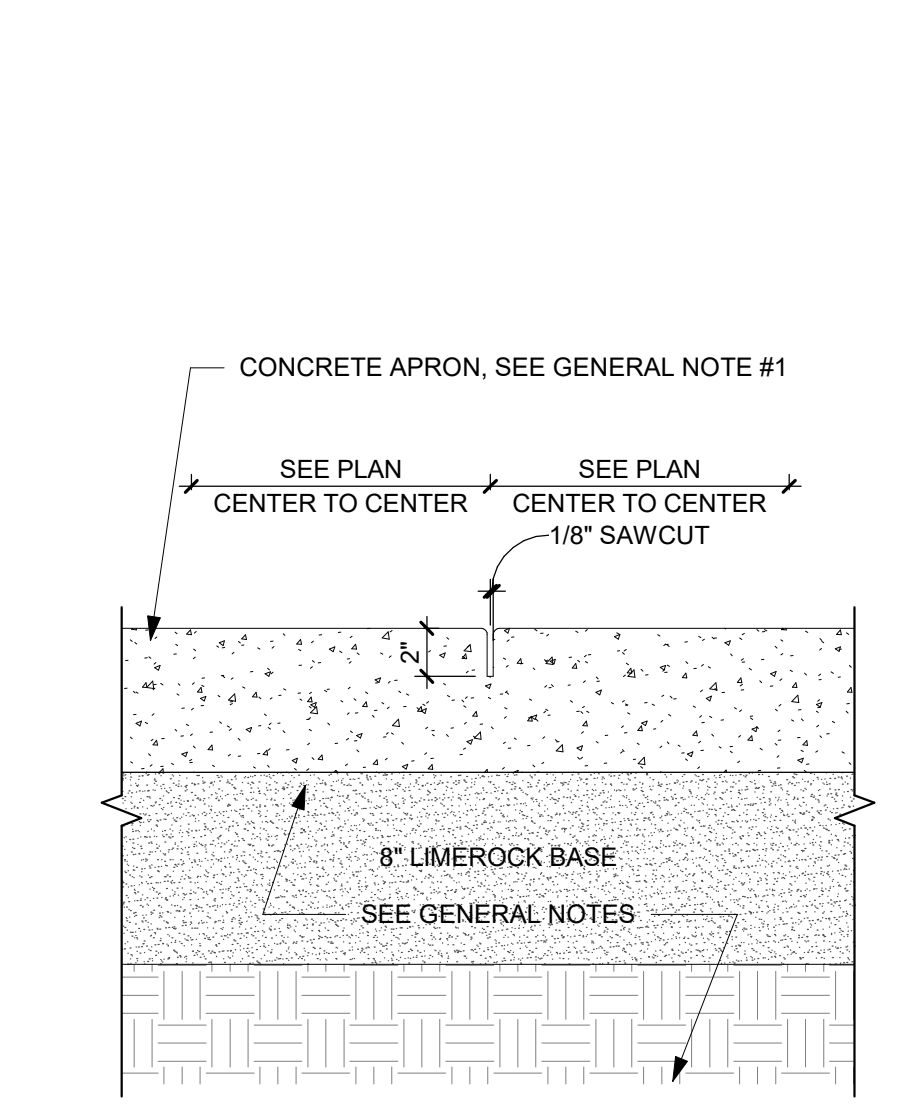 CONCRETE APRON, SEE GENERAL NOTE #1
SEE PLAN
CENTER TO CENTER
SEE PLAN
CENTER TO CENTER
1/8" SAWCUT
2"
8" LIMEROCK BASE
SEE GENERAL NOTES